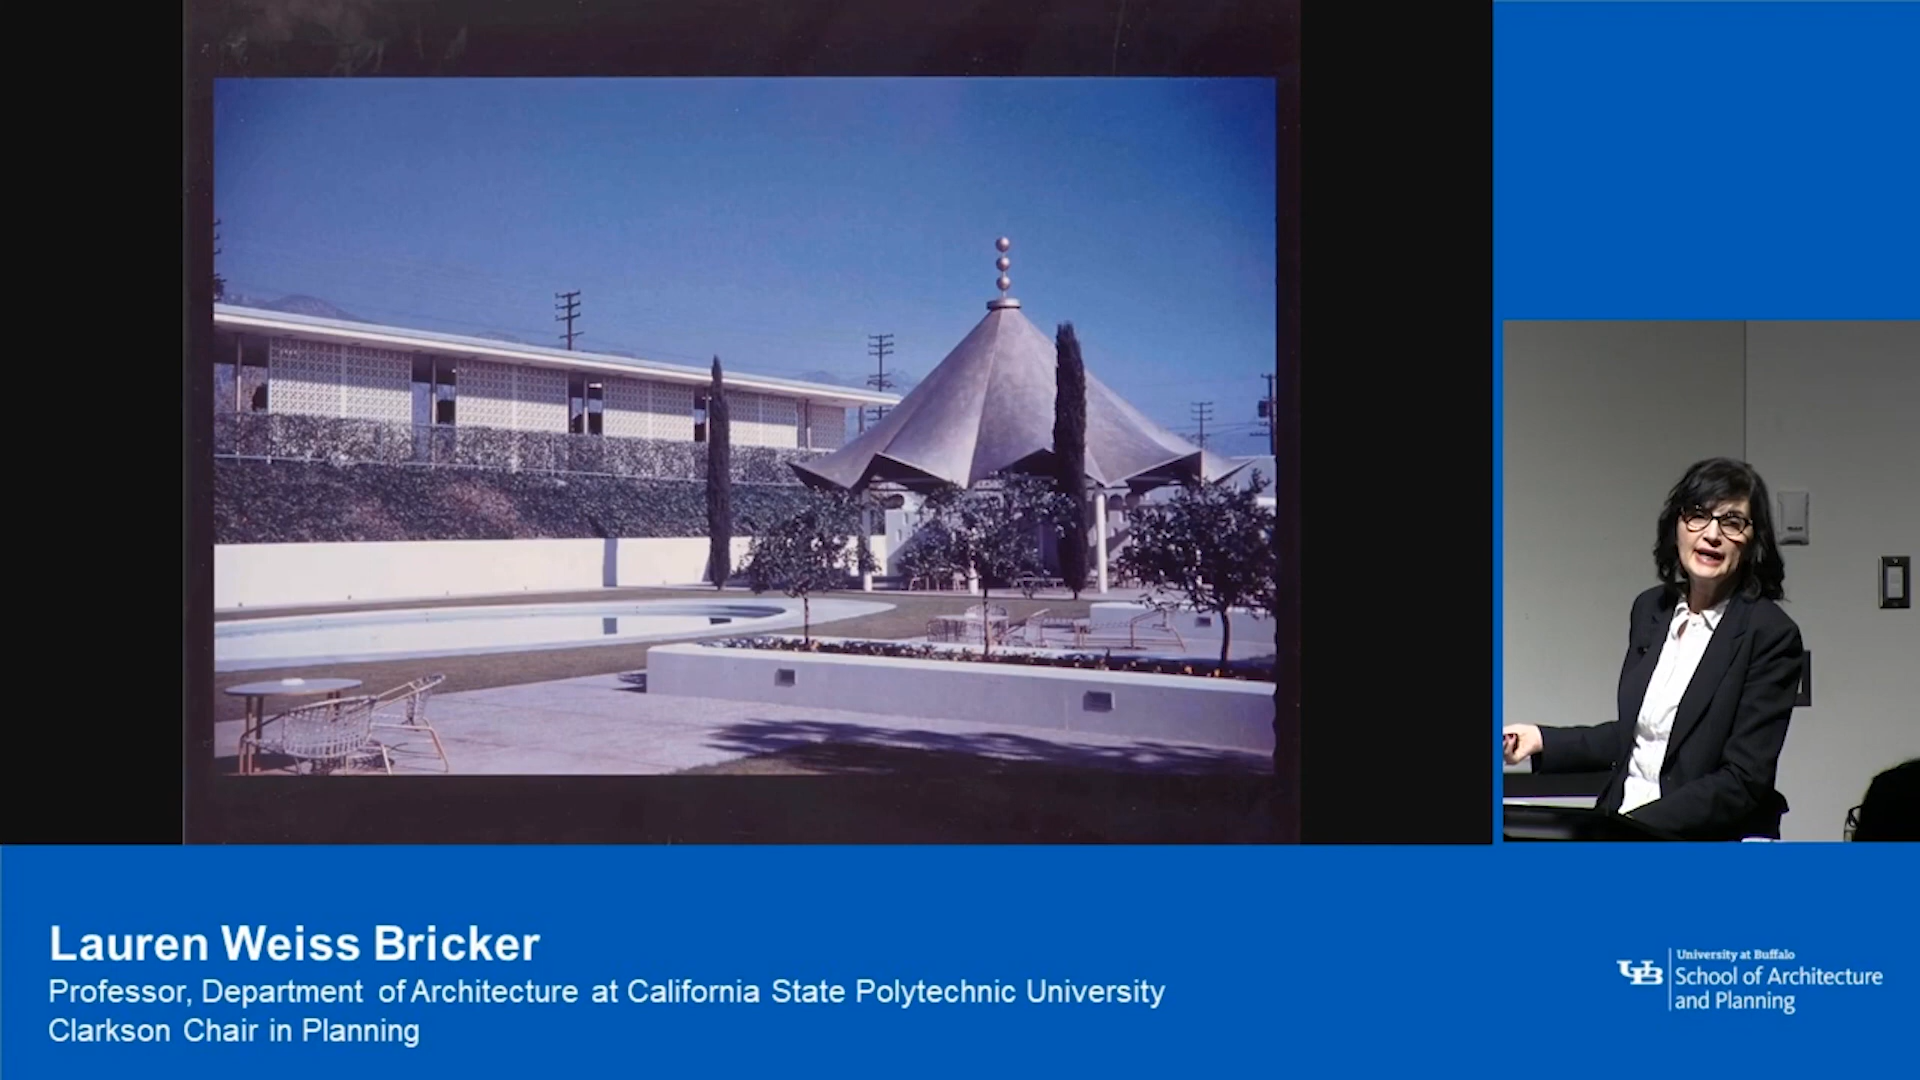 Lauren Weiss Bricker
Professor, Department of Architecture at California State Polytechnic University
Clarkson Chair in Planning
UB
University at Buffalo
School of Architecture
and Planning